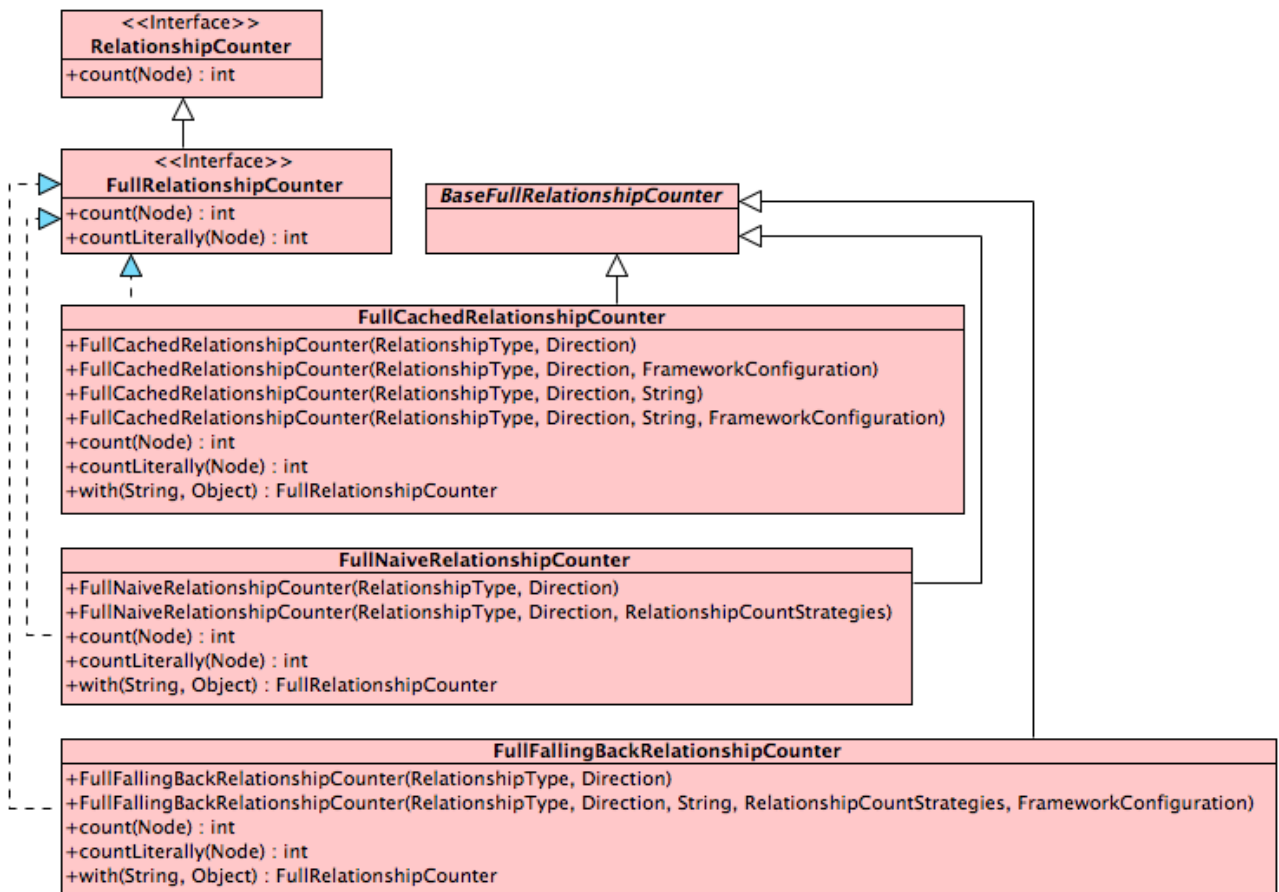 <<Interface>>
RelationshipCounter
+count(Node) : int
<<Interface>>
FullRelationshipCounter
+count(Node) : int
+countLiterally(Node) : int
BaseFullRelationshipCounter
FullCachedRelationshipCounter
+FullCachedRelationshipCounter(RelationshipType, Direction)
+FullCachedRelationshipCounter(RelationshipType, Direction, FrameworkConfiguration)
+FullCachedRelationshipCounter(RelationshipType, Direction, String)
+FullCachedRelationshipCounter(RelationshipType, Direction, String, FrameworkConfiguration)
+count(Node) : int
+countLiterally(Node) : int
+with(String, Object) : FullRelationshipCounter
FullNaiveRelationshipCounter
+FullNaiveRelationshipCounter(RelationshipType, Direction)
+FullNaiveRelationshipCounter(RelationshipType, Direction, RelationshipCountStrategies)
+count(Node) : int
+countLiterally(Node) : int
+with(String, Object) : FullRelationshipCounter
FullFallingBackRelationshipCounter
+FullFallingBackRelationshipCounter(RelationshipType, Direction)
+FullFallingBackRelationshipCounter(RelationshipType, Direction, String, RelationshipCountStrategies, FrameworkConfiguration)
+count(Node) : int
+countLiterally(Node) : int
+with(String, Object) : FullRelationshipCounter